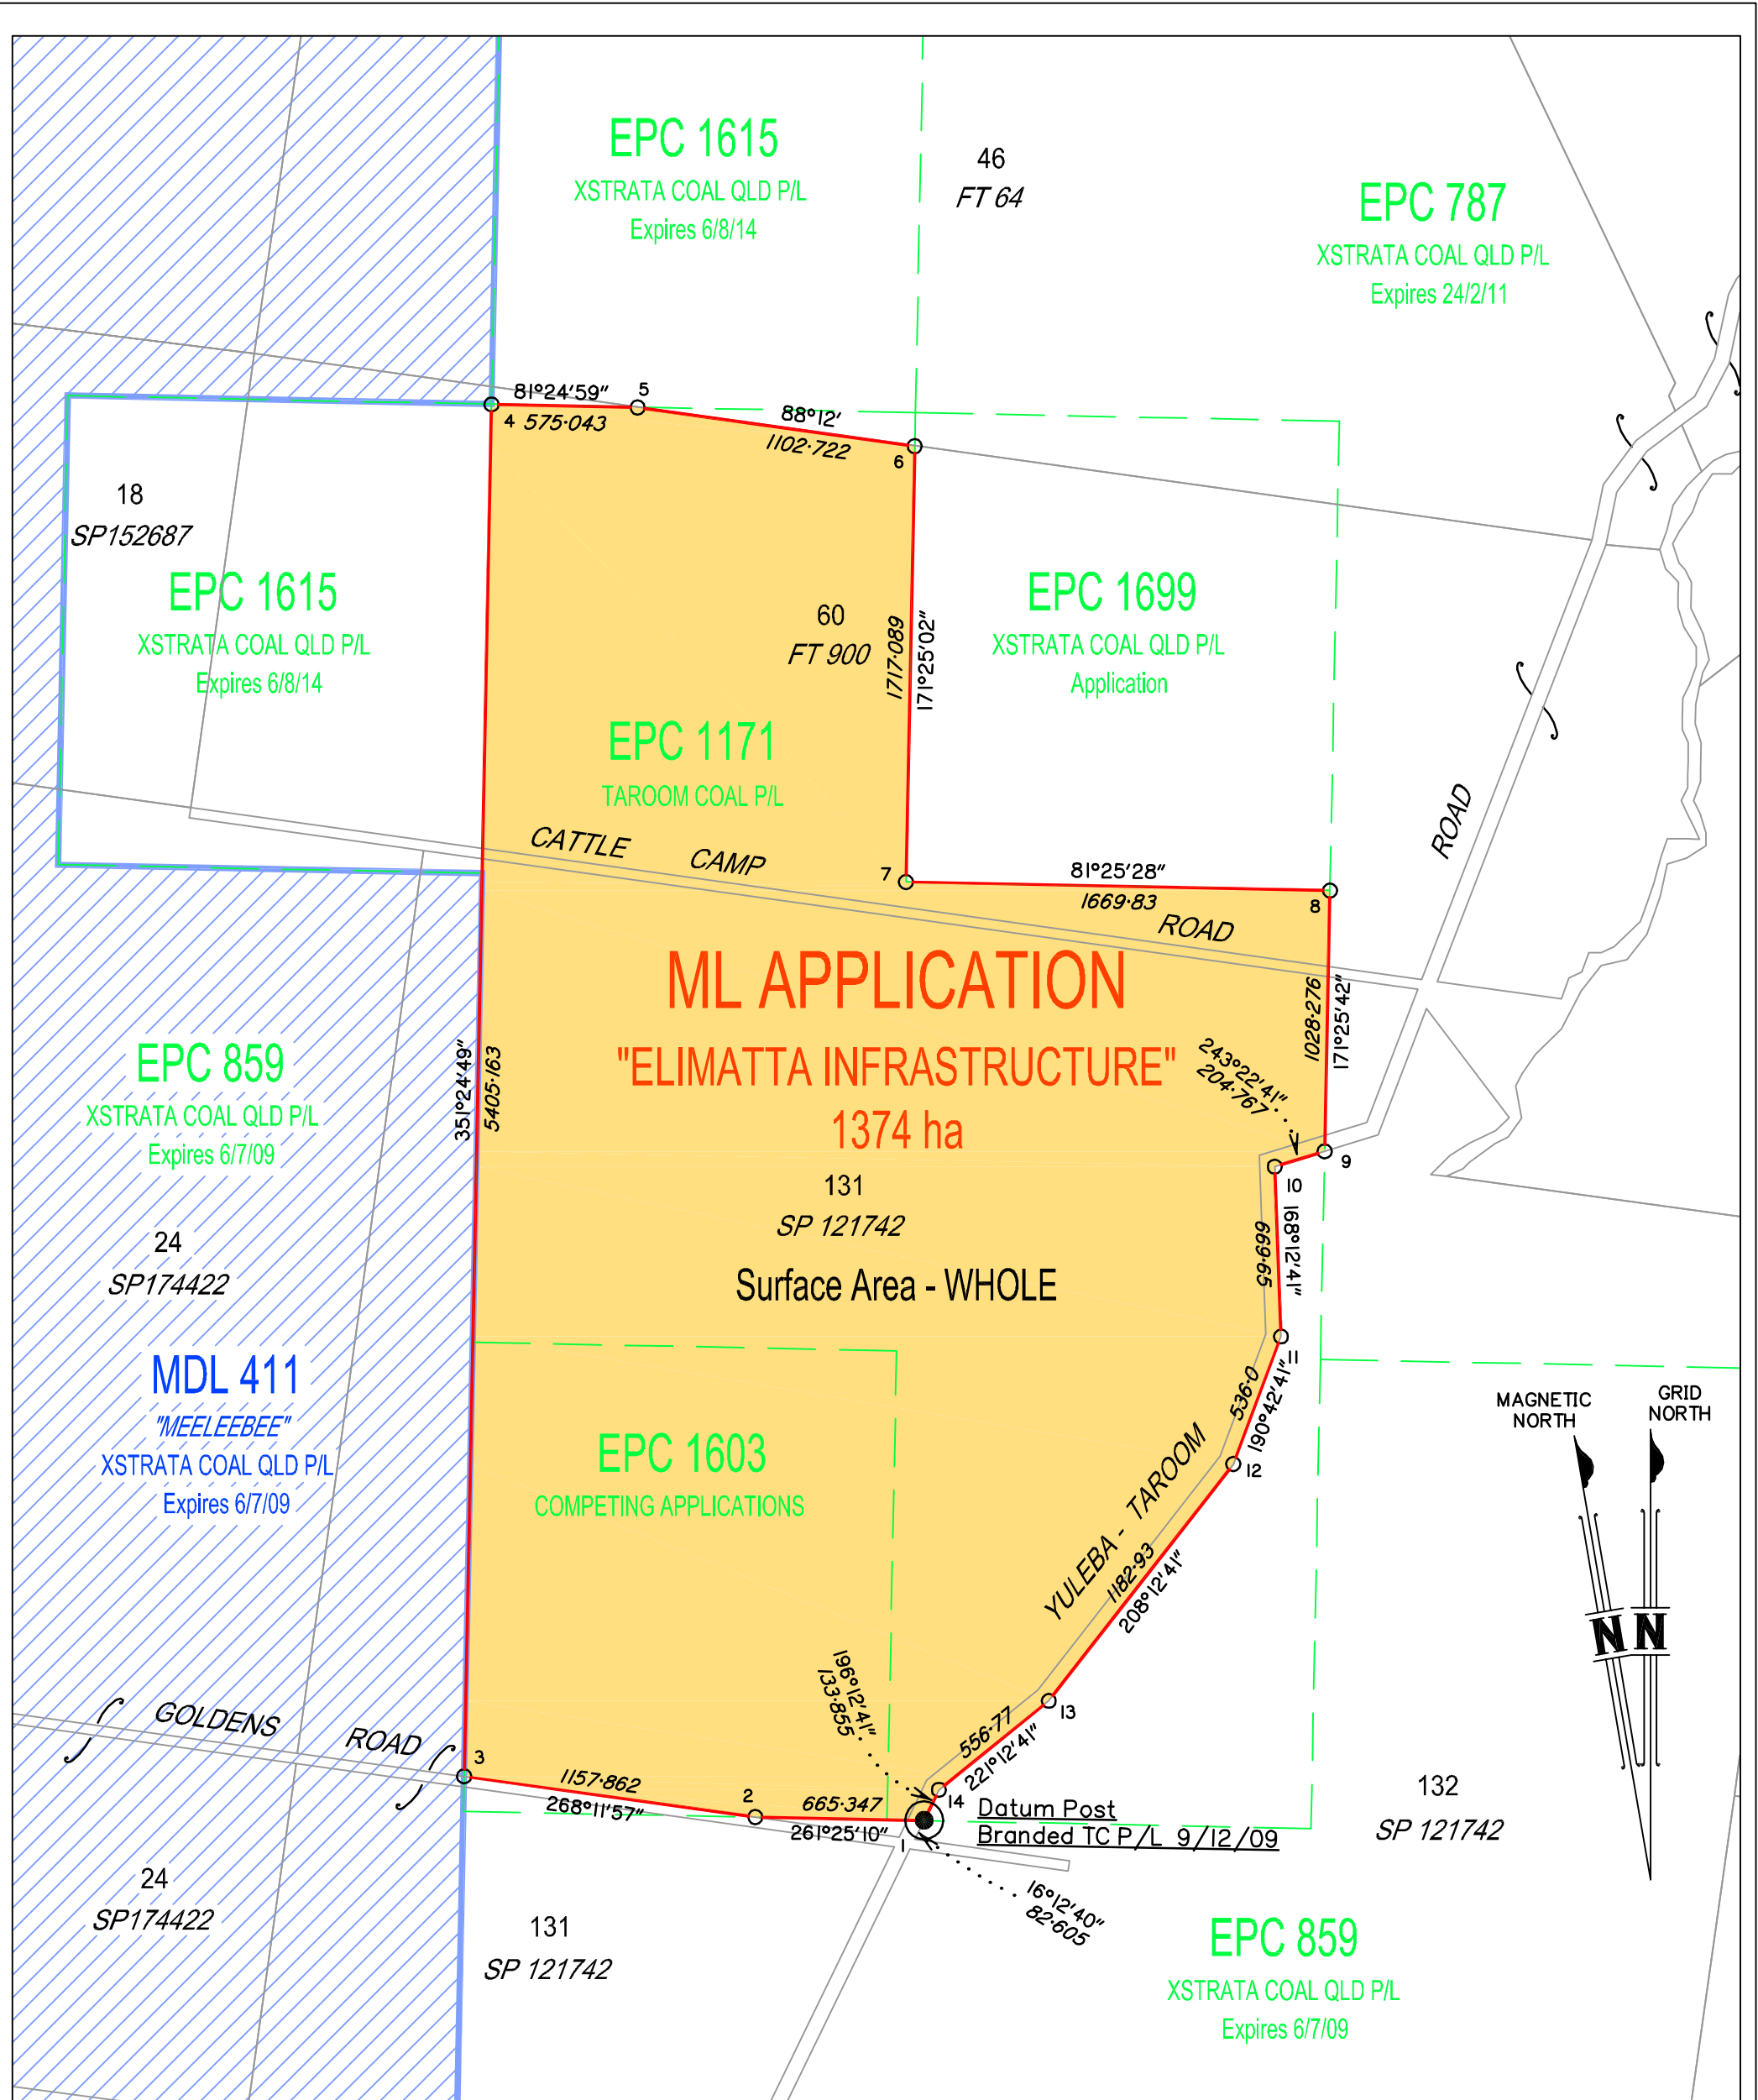 EPC 1615
XSTRATA COAL QLD P/L
Expires 6/8/14
46
FT 64
EPC 787
XSTRATA COAL QLD P/L
Expires 24/2/11
81°24'59"
5
4
575·043
88°12'
1102·722
6
18
SP152687
EPC 1615
XSTRATA COAL QLD P/L
Expires 6/8/14
60
FT 900
1717·089
171°25'02"
EPC 1699
XSTRATA COAL QLD P/L
Application
EPC 1171
TAROOM COAL P/L
CATTLE CAMP ROAD
ROAD
7
81°25'28"
1669·83
8
ML APPLICATION
"ELIMATTA INFRASTRUCTURE"
1374 ha
131
SP 121742
Surface Area - WHOLE
1028·276
171°25'42"
243°22'41"
204·767
9
10
351°24'49"
5405·163
EPC 859
XSTRATA COAL QLD P/L
Expires 6/7/09
24
SP174422
669·65
168°12'41"
11
MDL 411
"MEELEEBEE"
XSTRATA COAL QLD P/L
Expires 6/7/09
536·0
190°42'41"
12
MAGNETIC
NORTH
GRID
NORTH
N N
EPC 1603
COMPETING APPLICATIONS
YULEBA - TAROOM
1182·93
208°12'41"
13
196°12'41"
133·855
556·77
221°12'41"
14
GOLDENS ROAD
3
1157·862
268°11'57"
2
665·347
261°25'10"
1
Datum Post
Branded TC P/L 9/12/09
16°12'40"
82·605
132
SP 121742
24
SP174422
131
SP 121742
EPC 859
XSTRATA COAL QLD P/L
Expires 6/7/09